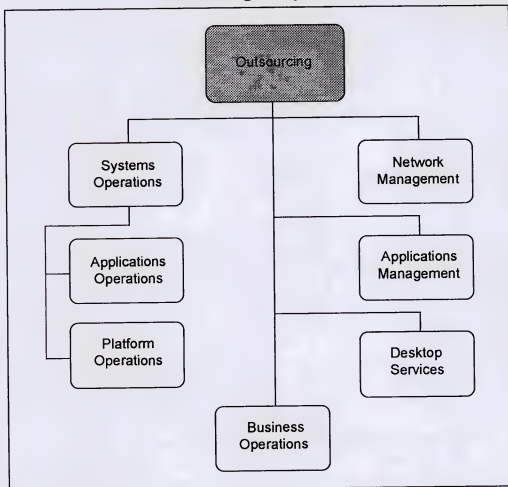 Outsourcing
Systems
Operations
Network
Management
Applications
Operations
Applications
Management
Platform
Operations
Desktop
Services
Business
Operations